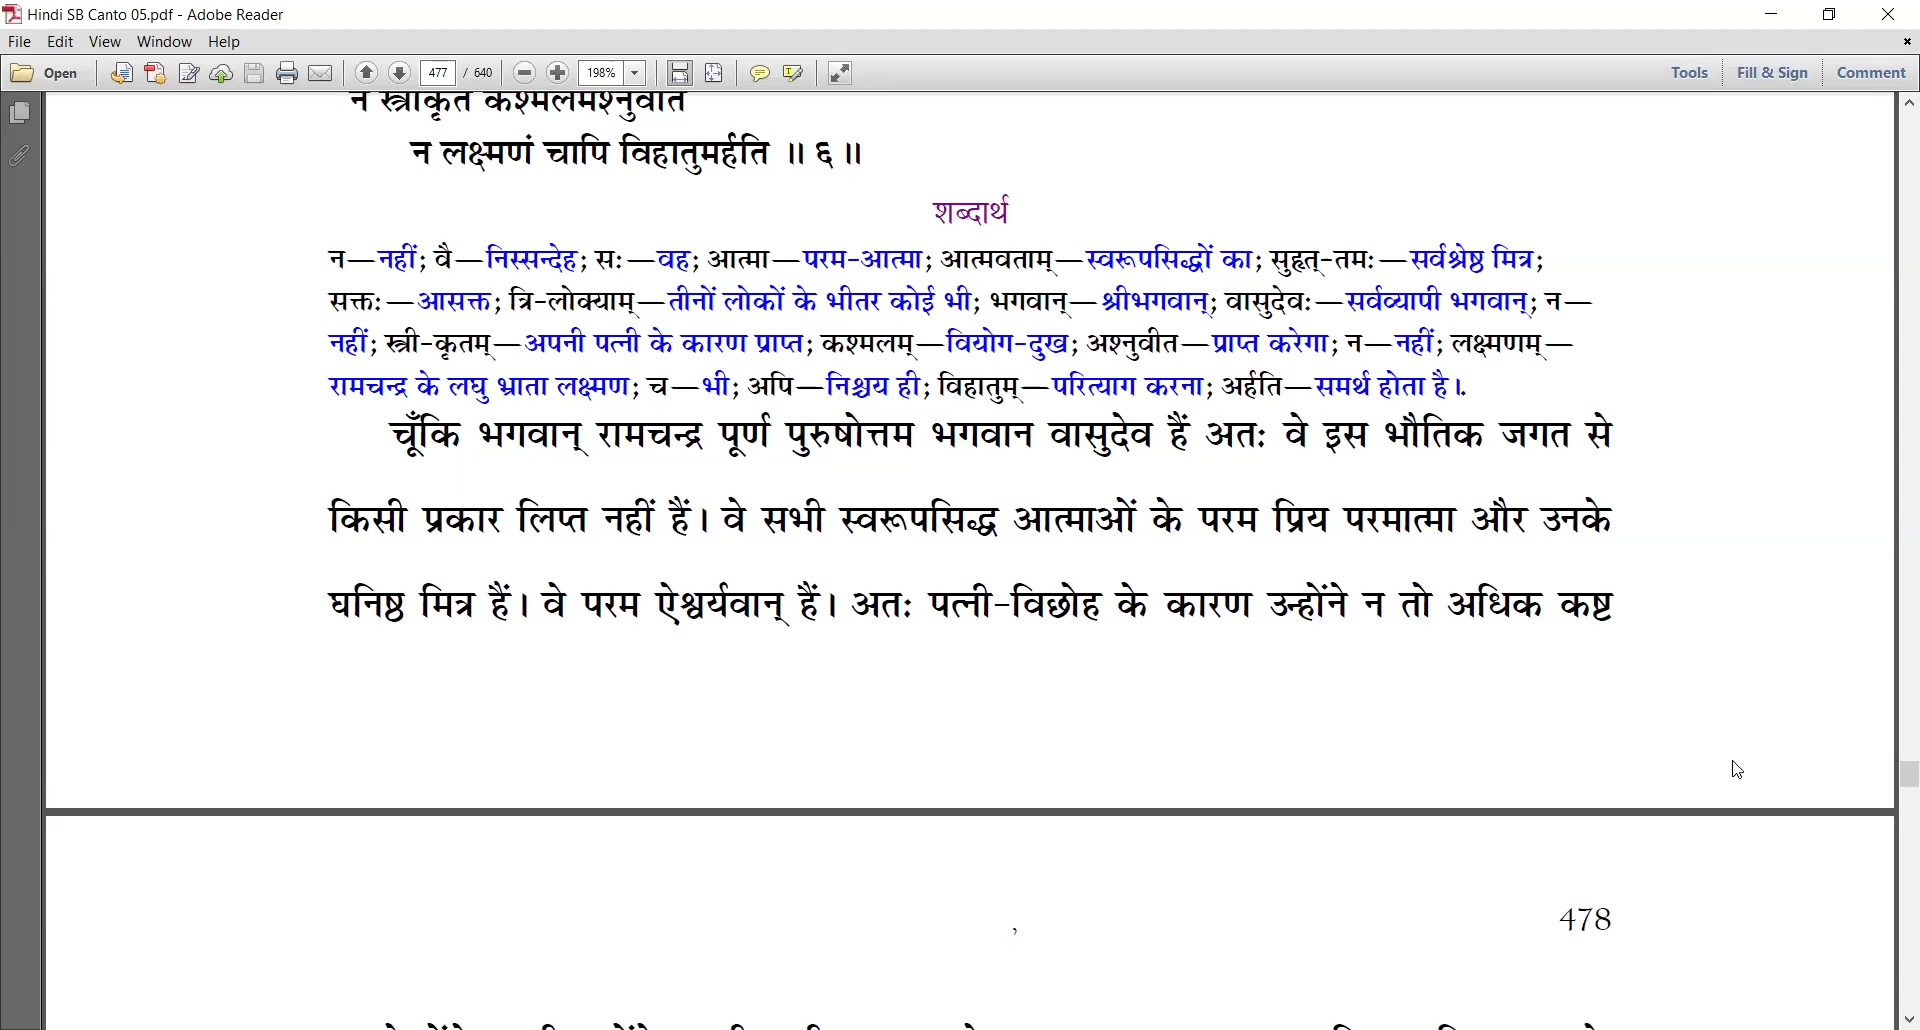 Hindi SB Canto 05.pdf - Adobe Reader
File Edit View Window Help
Open 477 / 640 198% Tools Fill & Sign Comment
न स्त्रीकृतं कश्मलमश्नुवीत
न लक्ष्मणं चापि विहातुमर्हति ॥ ६ ॥
शब्दार्थ
न—नहीं; वै—निस्सन्देह; सः—वह; आत्मा—परम-आत्मा; आत्मवताम्—स्वरूपसिद्धों का; सुहृत्-तमः—सर्वश्रेष्ठ मित्र;
सक्तः—आसक्त; त्रि-लोक्याम्—तीनों लोकों के भीतर कोई भी; भगवान्—श्रीभगवान्; वासुदेवः—सर्वव्यापी भगवान्; न—
नहीं; स्त्री-कृतम्—अपनी पत्नी के कारण प्राप्त; कश्मलम्—वियोग-दुख; अश्नुवीत—प्राप्त करेगा; न—नहीं; लक्ष्मणम्—
रामचन्द्र के लघु भ्राता लक्ष्मण; च—भी; अपि—निश्चय ही; विहातुम्—परित्याग करना; अर्हति—समर्थ होता है।.
चूँकि भगवान् रामचन्द्र पूर्ण पुरुषोत्तम भगवान वासुदेव हैं अतः वे इस भौतिक जगत से
किसी प्रकार लिप्त नहीं हैं। वे सभी स्वरूपसिद्ध आत्माओं के परम प्रिय परमात्मा और उनके
घनिष्ठ मित्र हैं। वे परम ऐश्वर्यवान् हैं। अतः पत्नी-विछोह के कारण उन्होंने न तो अधिक कष्ट
478
,